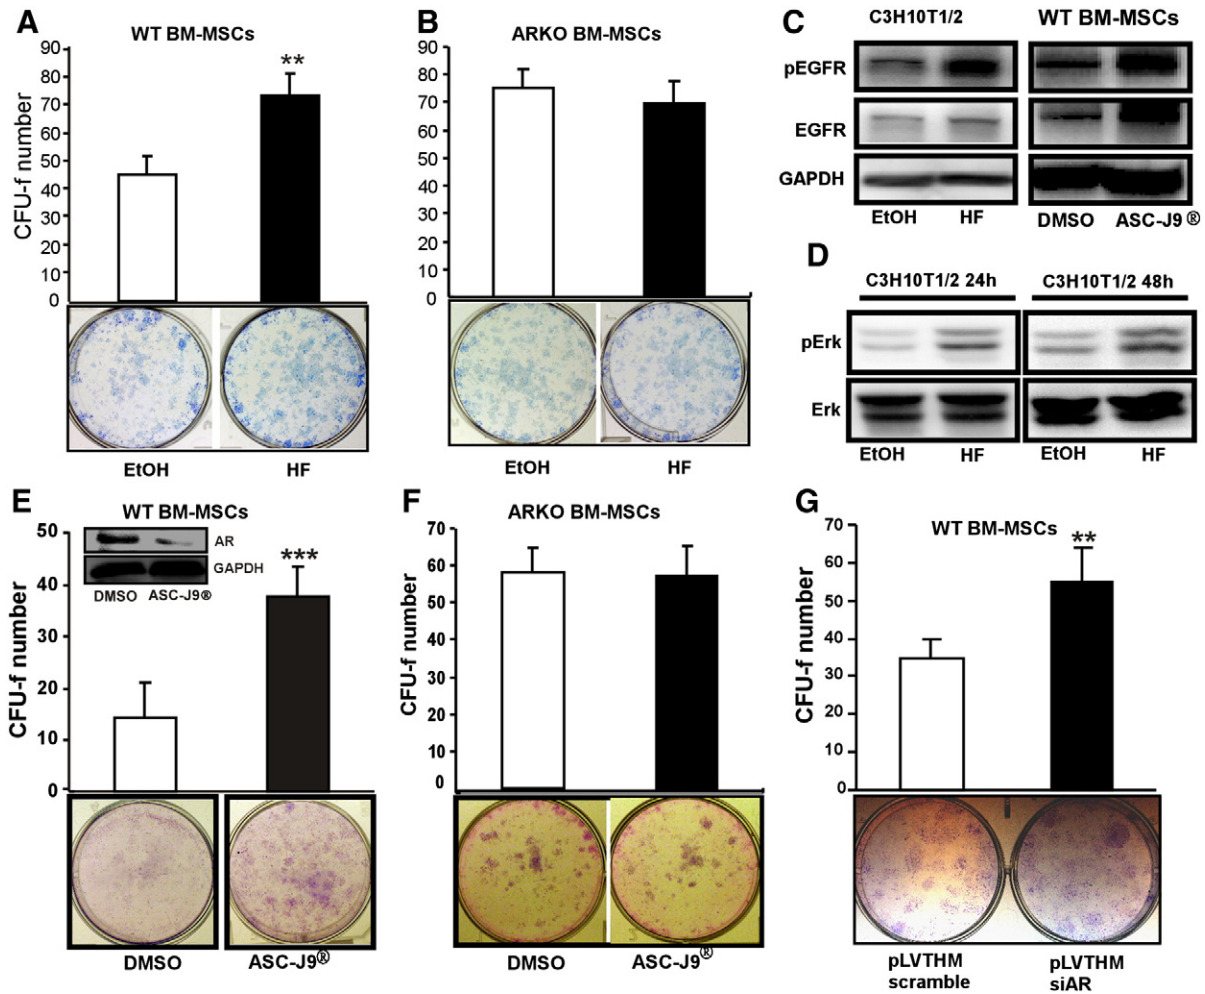 A
WT BM-MSCs
CFU-f number
90
80
70
60
50
40
30
20
10
0
**
EtOH
HF
B
ARKO BM-MSCs
90
80
70
60
50
40
30
20
10
0
EtOH
HF
C
C3H10T1/2
WT BM-MSCs
pEGFR
EGFR
GAPDH
EtOH
HF
DMSO
ASC-J9®
D
C3H10T1/2 24h
C3H10T1/2 48h
pErk
Erk
EtOH
HF
EtOH
HF
E
WT BM-MSCs
CFU-f number
50
40
30
20
10
0
AR
GAPDH
DMSO
ASC-J9®
***
DMSO
ASC-J9®
F
ARKO BM-MSCs
CFU-f number
70
60
50
40
30
20
10
0
DMSO
ASC-J9®
G
WT BM-MSCs
CFU-f number
70
60
50
40
30
20
10
0
**
pLVTHM
scramble
pLVTHM
siAR